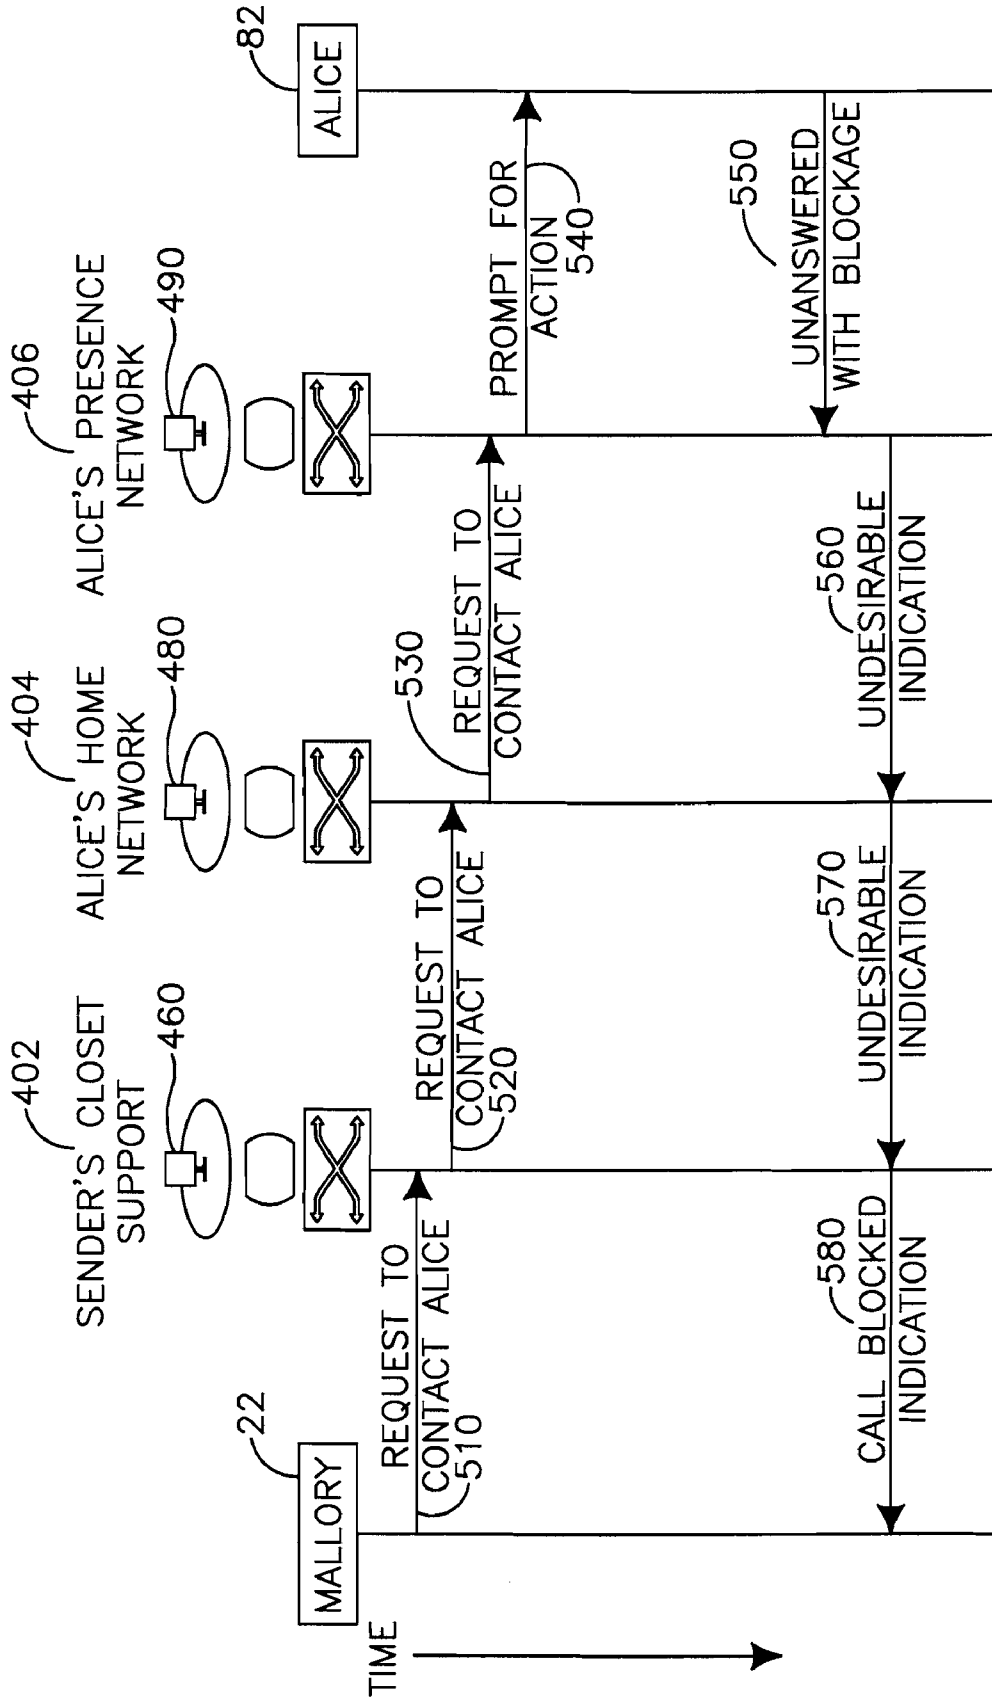 402
SENDER'S CLOSET
SUPPORT
460
404
ALICE'S HOME
NETWORK
480
406
ALICE'S PRESENCE
NETWORK
490
22
MALLORY
82
ALICE
TIME
REQUEST TO
CONTACT ALICE
510
REQUEST TO
CONTACT ALICE
520
530
REQUEST TO
CONTACT ALICE
PROMPT FOR
ACTION
540
550
UNANSWERED
WITH BLOCKAGE
560
UNDESIRABLE
INDICATION
570
UNDESIRABLE
INDICATION
580
CALL BLOCKED
INDICATION